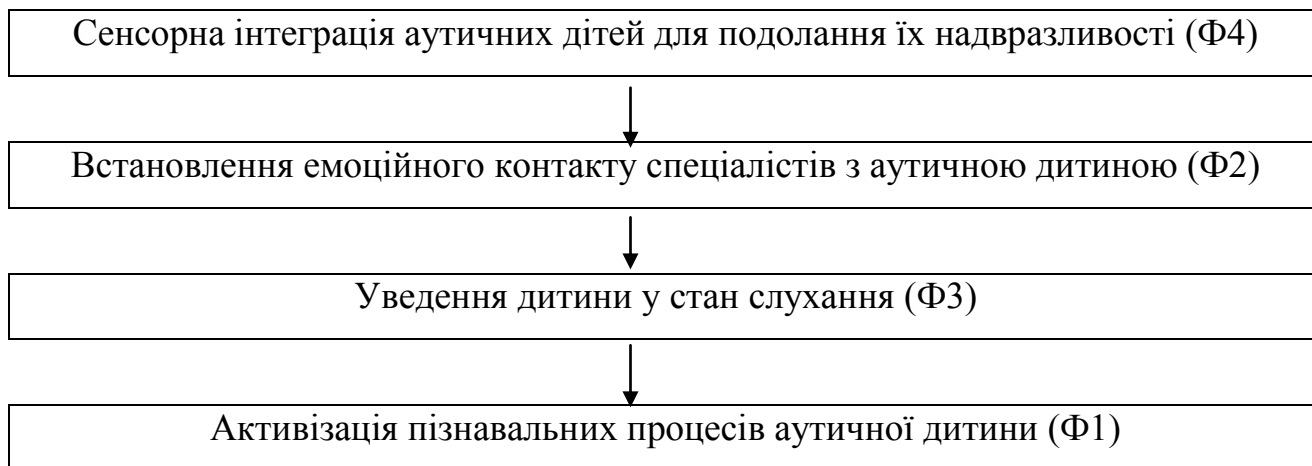 Сенсорна інтеграція аутичних дітей для подолання їх надвразливості (Ф4)
Встановлення емоційного контакту спеціалістів з аутичною дитиною (Ф2)
Уведення дитини у стан слухання (Ф3)
Активізація пізнавальних процесів аутичної дитини (Ф1)